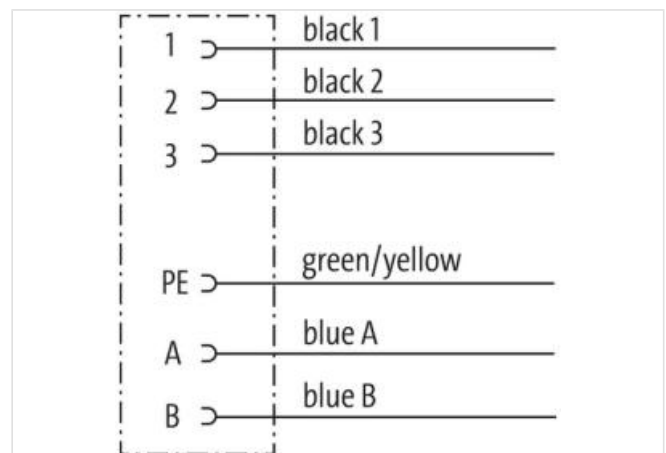 1 black 1
2 black 2
3 black 3
PE green/yellow
A blue A
B blue B